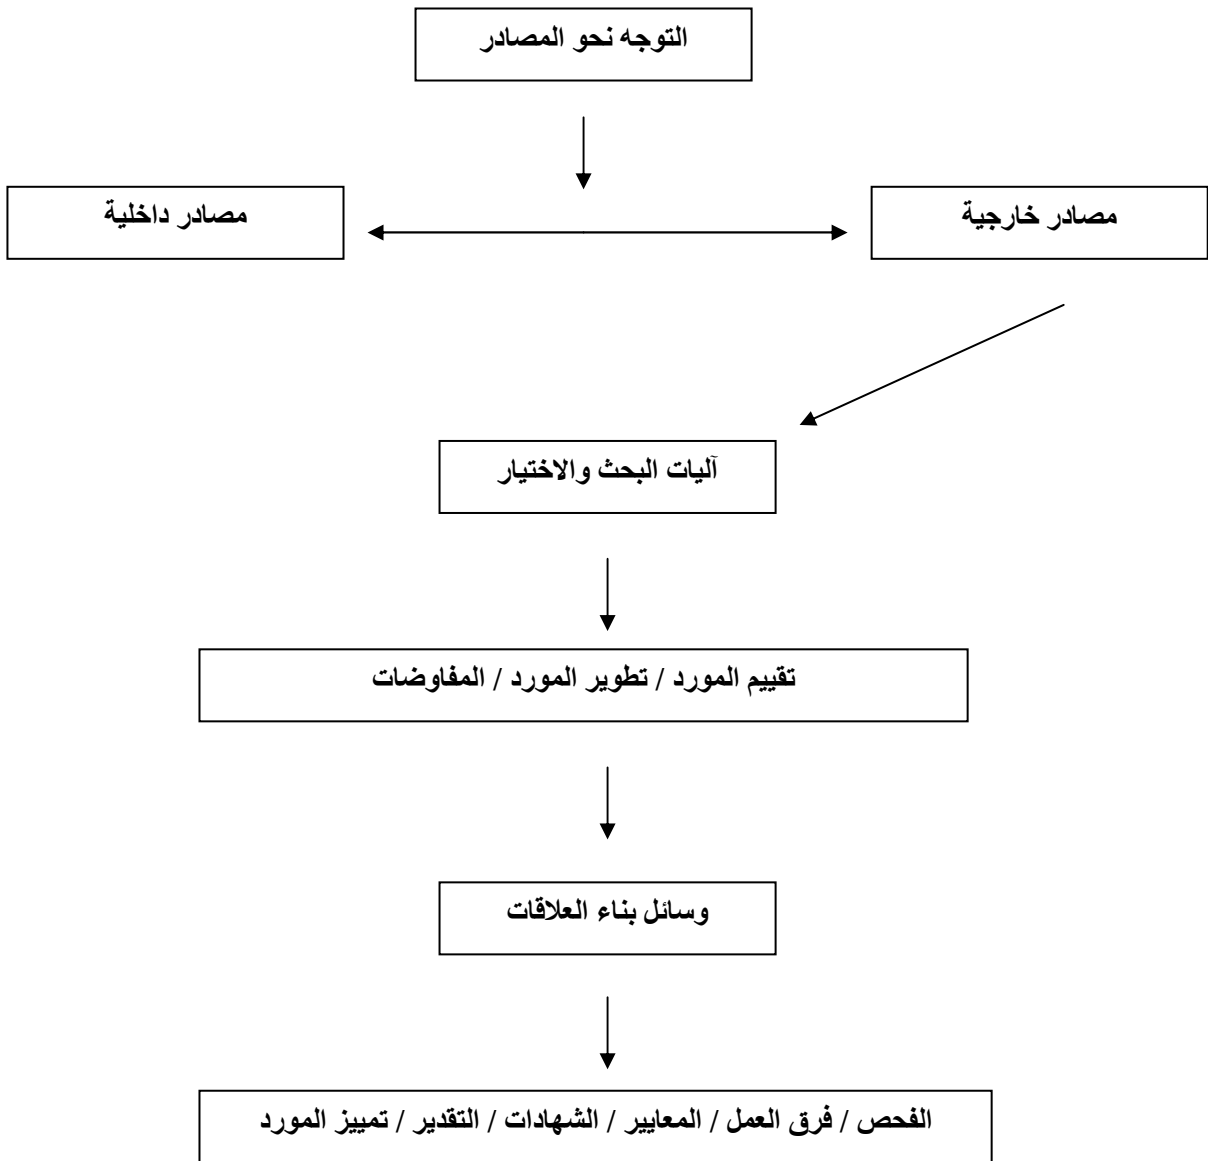 التوجه نحو المصادر
مصادر خارجية
مصادر داخلية
آليات البحث والاختيار
تقييم المورد / تطوير المورد / المفاوضات
وسائل بناء العلاقات
الفحص / فرق العمل / المعايير / الشهادات / التقدير / تمييز المورد